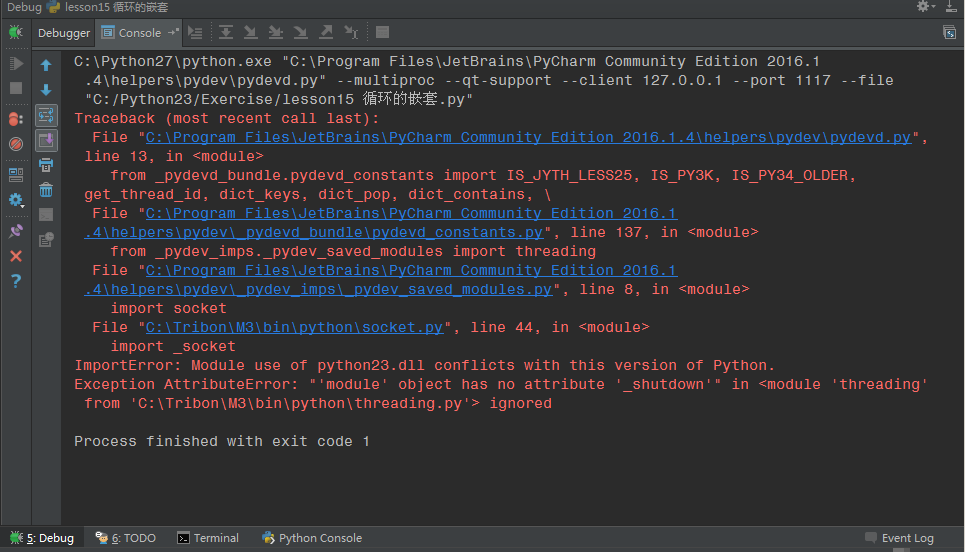 Debug lesson15 循环的嵌套
Debugger Console
C:\Python27\python.exe "C:\Program Files\JetBrains\PyCharm Community Edition 2016.1
.4\helpers\pydev\pydevd.py" --multiproc --qt-support --client 127.0.0.1 --port 1117 --file
"C:/Python23/Exercise/lesson15 循环的嵌套.py"
Traceback (most recent call last):
File "C:\Program Files\JetBrains\PyCharm Community Edition 2016.1.4\helpers\pydev\pydevd.py",
line 13, in <module>
from _pydevd_bundle.pydevd_constants import IS_JYTH_LESS25, IS_PY3K, IS_PY34_OLDER,
get_thread_id, dict_keys, dict_pop, dict_contains, \
File "C:\Program Files\JetBrains\PyCharm Community Edition 2016.1
.4\helpers\pydev\_pydevd_bundle\pydevd_constants.py", line 137, in <module>
from _pydev_imps._pydev_saved_modules import threading
File "C:\Program Files\JetBrains\PyCharm Community Edition 2016.1
.4\helpers\pydev\_pydev_imps\_pydev_saved_modules.py", line 8, in <module>
import socket
File "C:\Tribon\M3\bin\python\socket.py", line 44, in <module>
import _socket
ImportError: Module use of python23.dll conflicts with this version of Python.
Exception AttributeError: "'module' object has no attribute '_shutdown'" in <module 'threading'
from 'C:\Tribon\M3\bin\python\threading.py'> ignored
Process finished with exit code 1
5: Debug 6: TODO Terminal Python Console Event Log